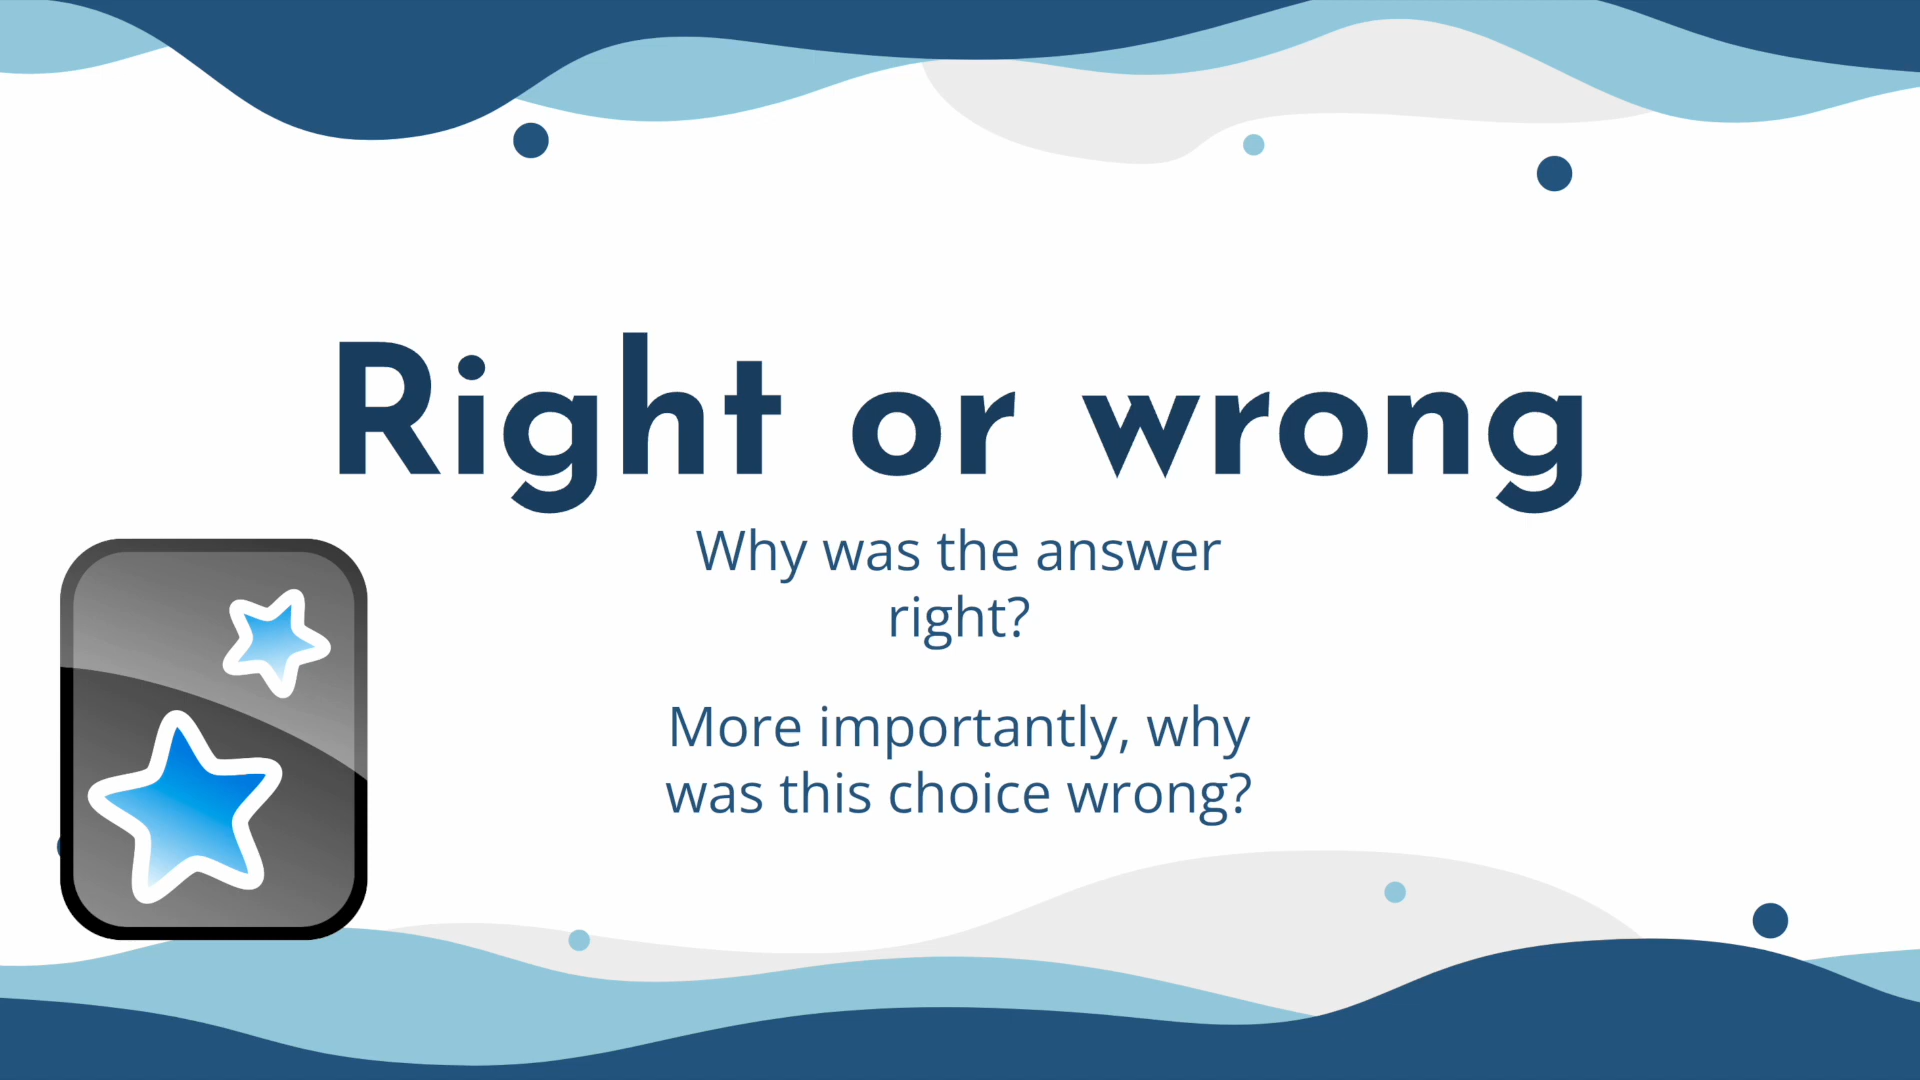 Right or wrong
Why was the answer
right?
More importantly, why
was this choice wrong?